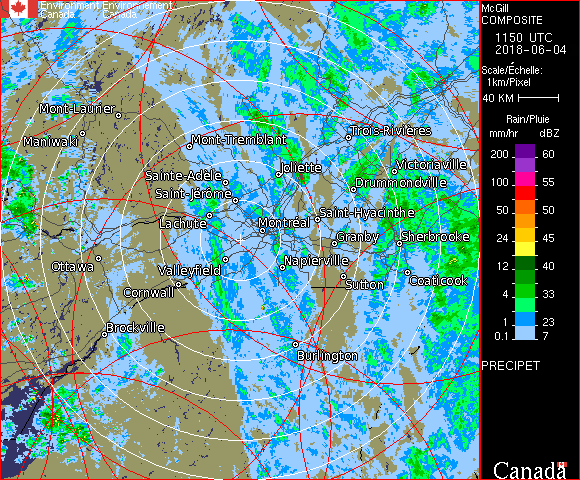 Environment Environnement
Canada Canada
McGill
COMPOSITE
1150 UTC
2018-06-04
Scale/Échelle:
1km/Pixel
40 KM
Rain/Pluie
mm/hr dBZ
200 60
100 55
50 50
24 45
12 40
4 33
1 23
0.1 7
PRECIPET
Canada
Mont-Laurier
Maniwaki
Mont-Tremblant
Trois-Rivières
Sainte-Adèle
Joliette
Victoriaville
Saint-Jérôme
Drummondville
Lachute
Saint-Hyacinthe
Montréal
Granby
Sherbrooke
Ottawa
Valleyfield
Napierville
Cornwall
Sutton
Coaticook
Brockville
Burlington